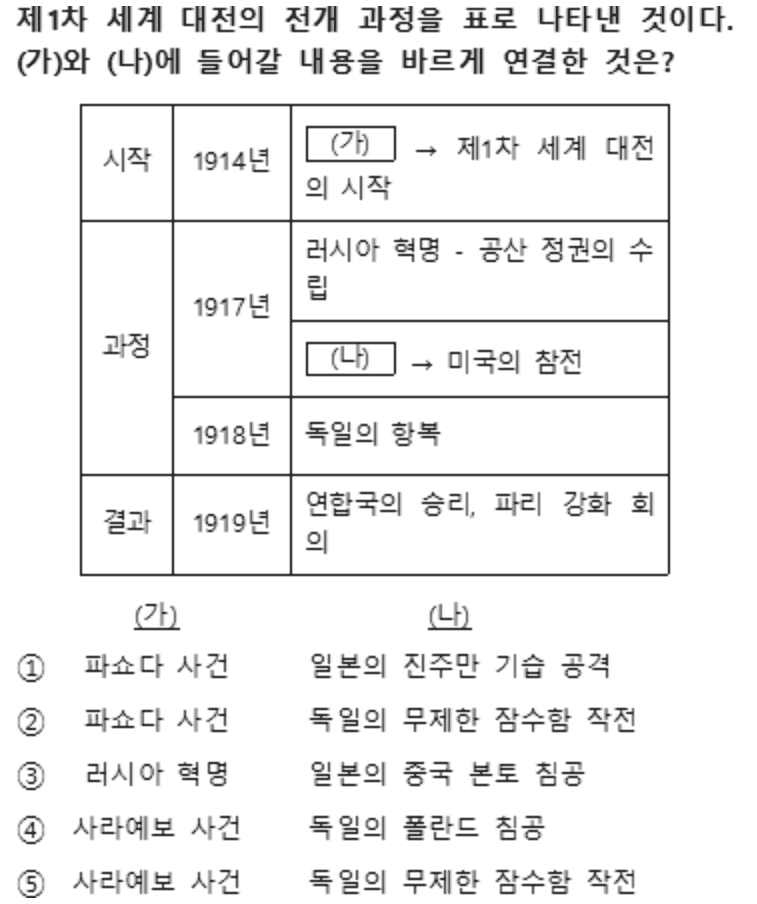 제1차 세계 대전의 전개 과정을 표로 나타낸 것이다.
(가)와 (나)에 들어갈 내용을 바르게 연결한 것은?
시작 1914년 (가) → 제1차 세계 대전
의 시작
과정 1917년 러시아 혁명 - 공산 정권의 수
립
(나) → 미국의 참전
1918년 독일의 항복
결과 1919년 연합국의 승리, 파리 강화 회
의
(가) (나)
① 파쇼다 사건 일본의 진주만 기습 공격
② 파쇼다 사건 독일의 무제한 잠수함 작전
③ 러시아 혁명 일본의 중국 본토 침공
④ 사라예보 사건 독일의 폴란드 침공
⑤ 사라예보 사건 독일의 무제한 잠수함 작전